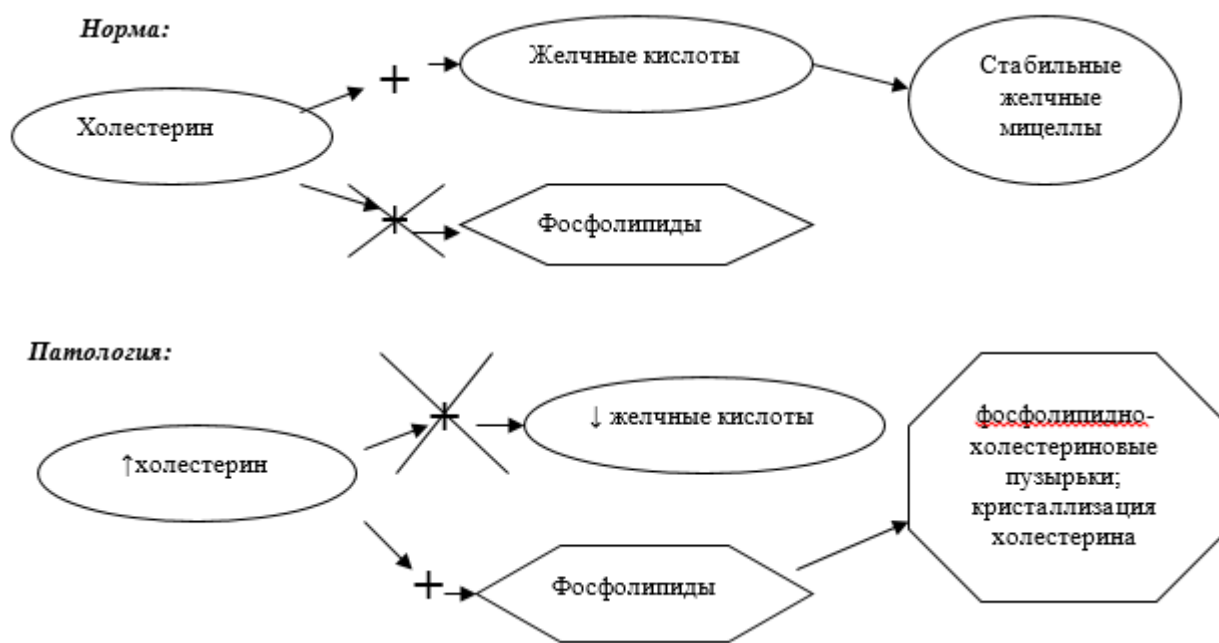 Норма:
Желчные кислоты
+
Стабильные
желчные
мицеллы
Холестерин
+
Фосфолипиды
Патология:
+
↓ желчные кислоты
фосфолипидно-
холестериновые
пузырьки;
кристаллизация
холестерина
↑холестерин
+
Фосфолипиды